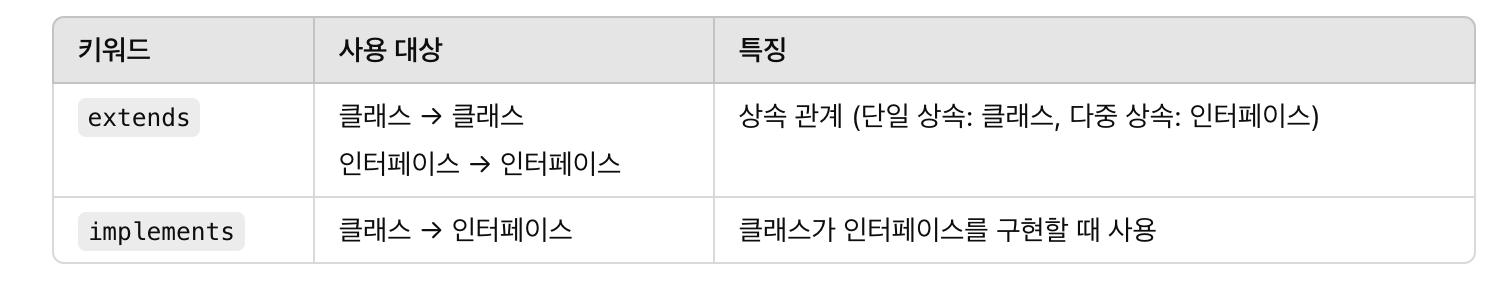 키워드 사용 대상 특징
extends 클래스 → 클래스 상속 관계 (단일 상속: 클래스, 다중 상속: 인터페이스)
인터페이스 → 인터페이스
implements 클래스 → 인터페이스 클래스가 인터페이스를 구현할 때 사용